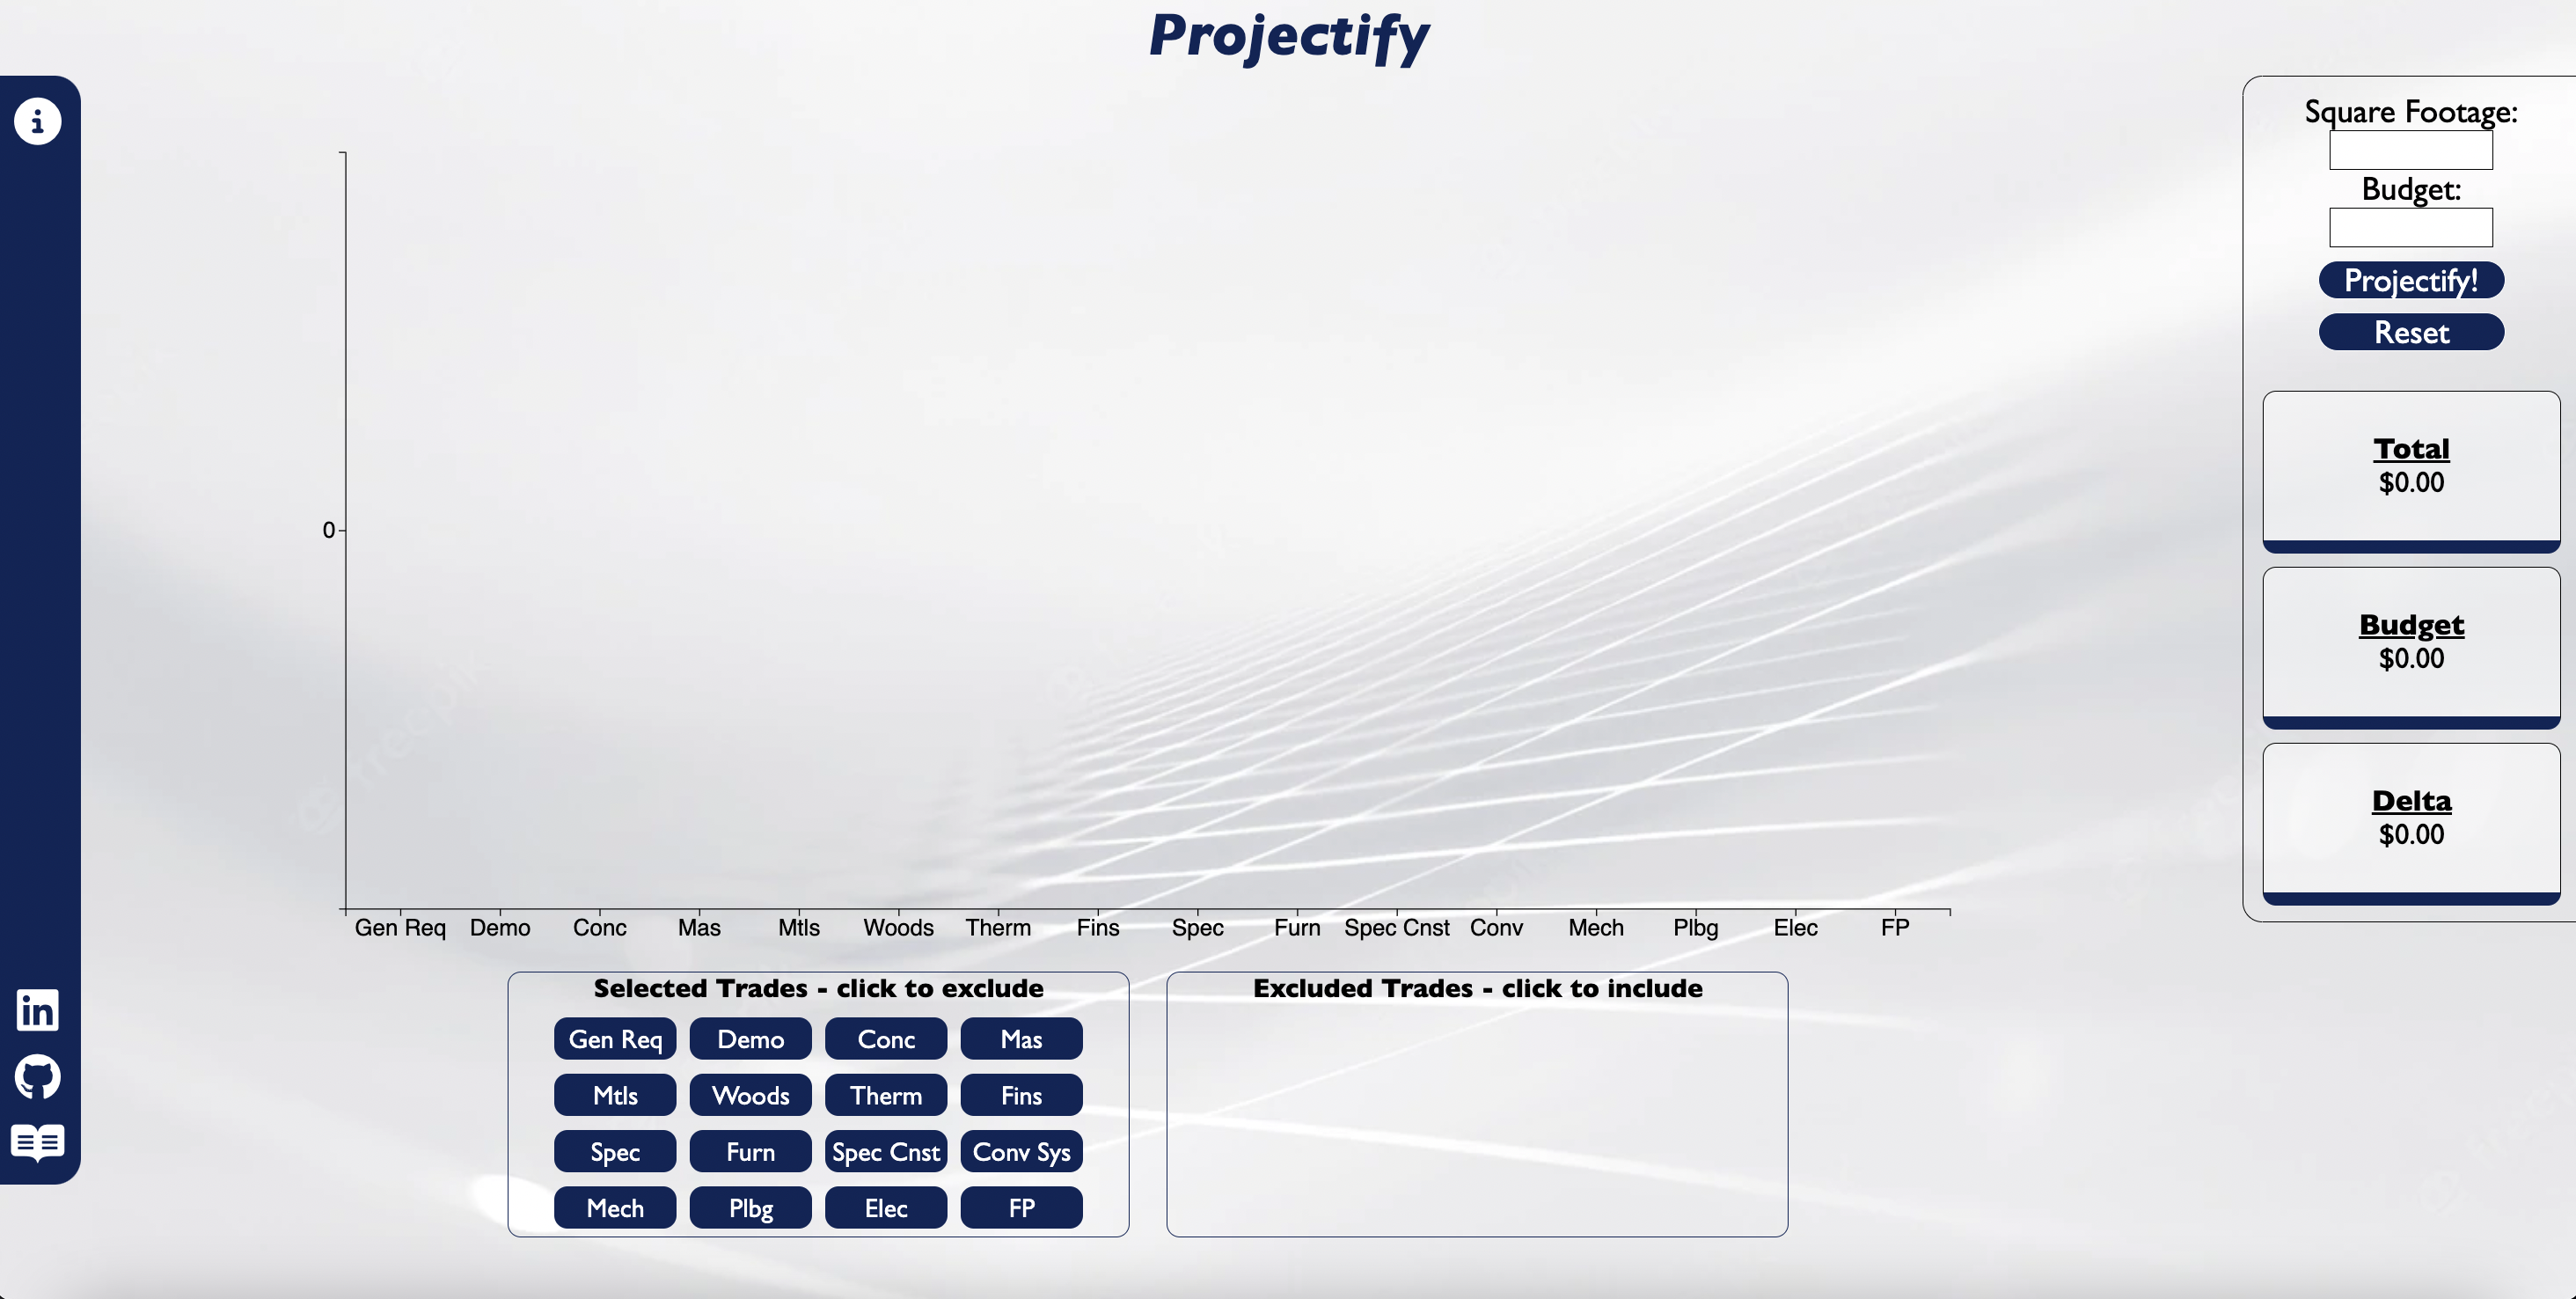 Projectify
Square Footage:
Budget:
Projectify!
Reset
Total
$0.00
Budget
$0.00
Delta
$0.00
0
Gen Req Demo Conc Mas Mtls Woods Therm Fins Spec Furn Spec Cnst Conv Mech Plbg Elec FP
Selected Trades - click to exclude
Gen Req Demo Conc Mas
Mtls Woods Therm Fins
Spec Furn Spec Cnst Conv Sys
Mech Plbg Elec FP
Excluded Trades - click to include
in
freepik